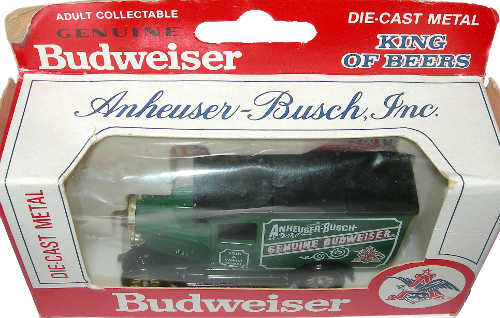 ADULT COLLECTABLE
GENUINE
Budweiser
DIE-CAST METAL
KING
OF BEERS
Anheuser-Busch, Inc.
DIE-CAST METAL
ANHEUSER-BUSCH
GENUINE BUDWEISER
Budweiser